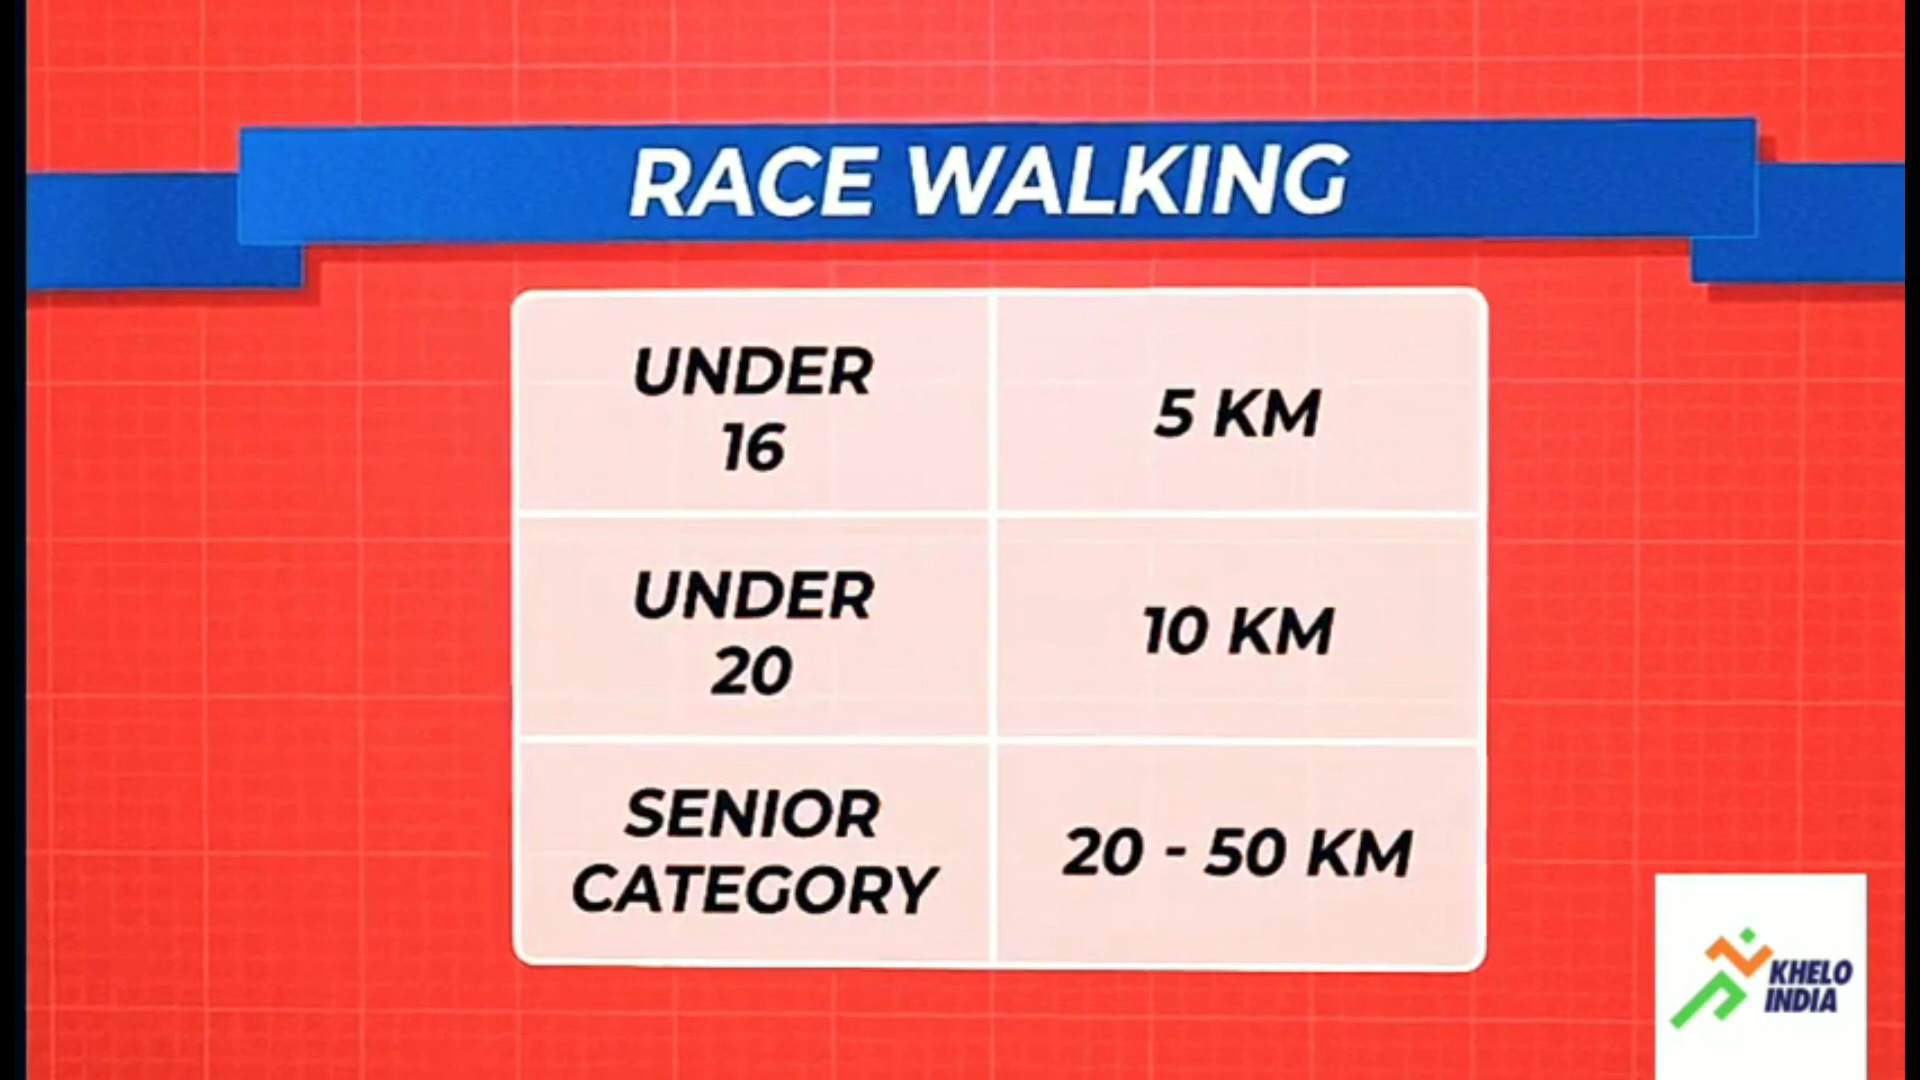 RACE WALKING
UNDER
16
5 KM
UNDER
20
10 KM
SENIOR
CATEGORY
20 - 50 KM
KHELO
INDIA